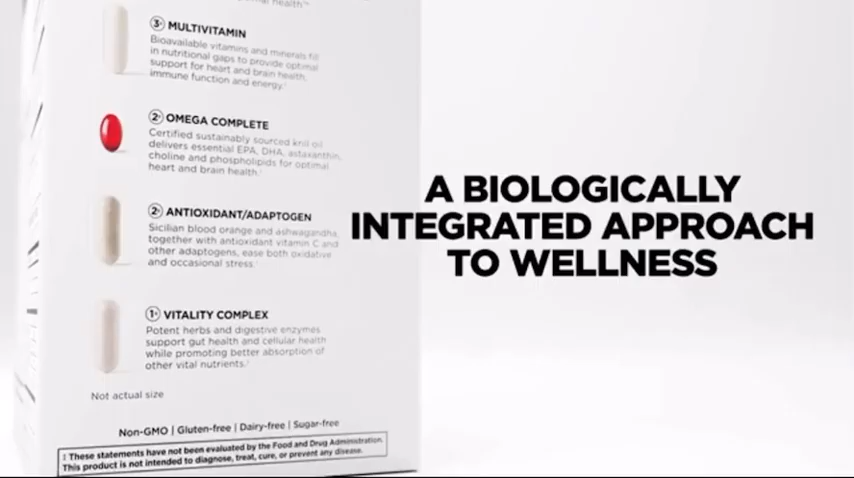 health™
3× MULTIVITAMIN
Bioavailable vitamins and minerals fill
in nutritional gaps to provide optimal
support for heart and brain health,
immune function and energy.‡
2× OMEGA COMPLETE
Certified sustainably sourced krill oil
delivers essential EPA, DHA, astaxanthin,
choline and phospholipids for optimal
heart and brain health.‡
2× ANTIOXIDANT/ADAPTOGEN
Sicilian blood orange and ashwagandha,
together with antioxidant vitamin C and
other adaptogens, ease both oxidative
and occasional stress.‡
1× VITALITY COMPLEX
Potent herbs and digestive enzymes
support gut health and cellular health
while promoting better absorption of
other vital nutrients.‡
Not actual size
Non-GMO | Gluten-free | Dairy-free | Sugar-free
‡ These statements have not been evaluated by the Food and Drug Administration.
This product is not intended to diagnose, treat, cure, or prevent any disease.
A BIOLOGICALLY
INTEGRATED APPROACH
TO WELLNESS